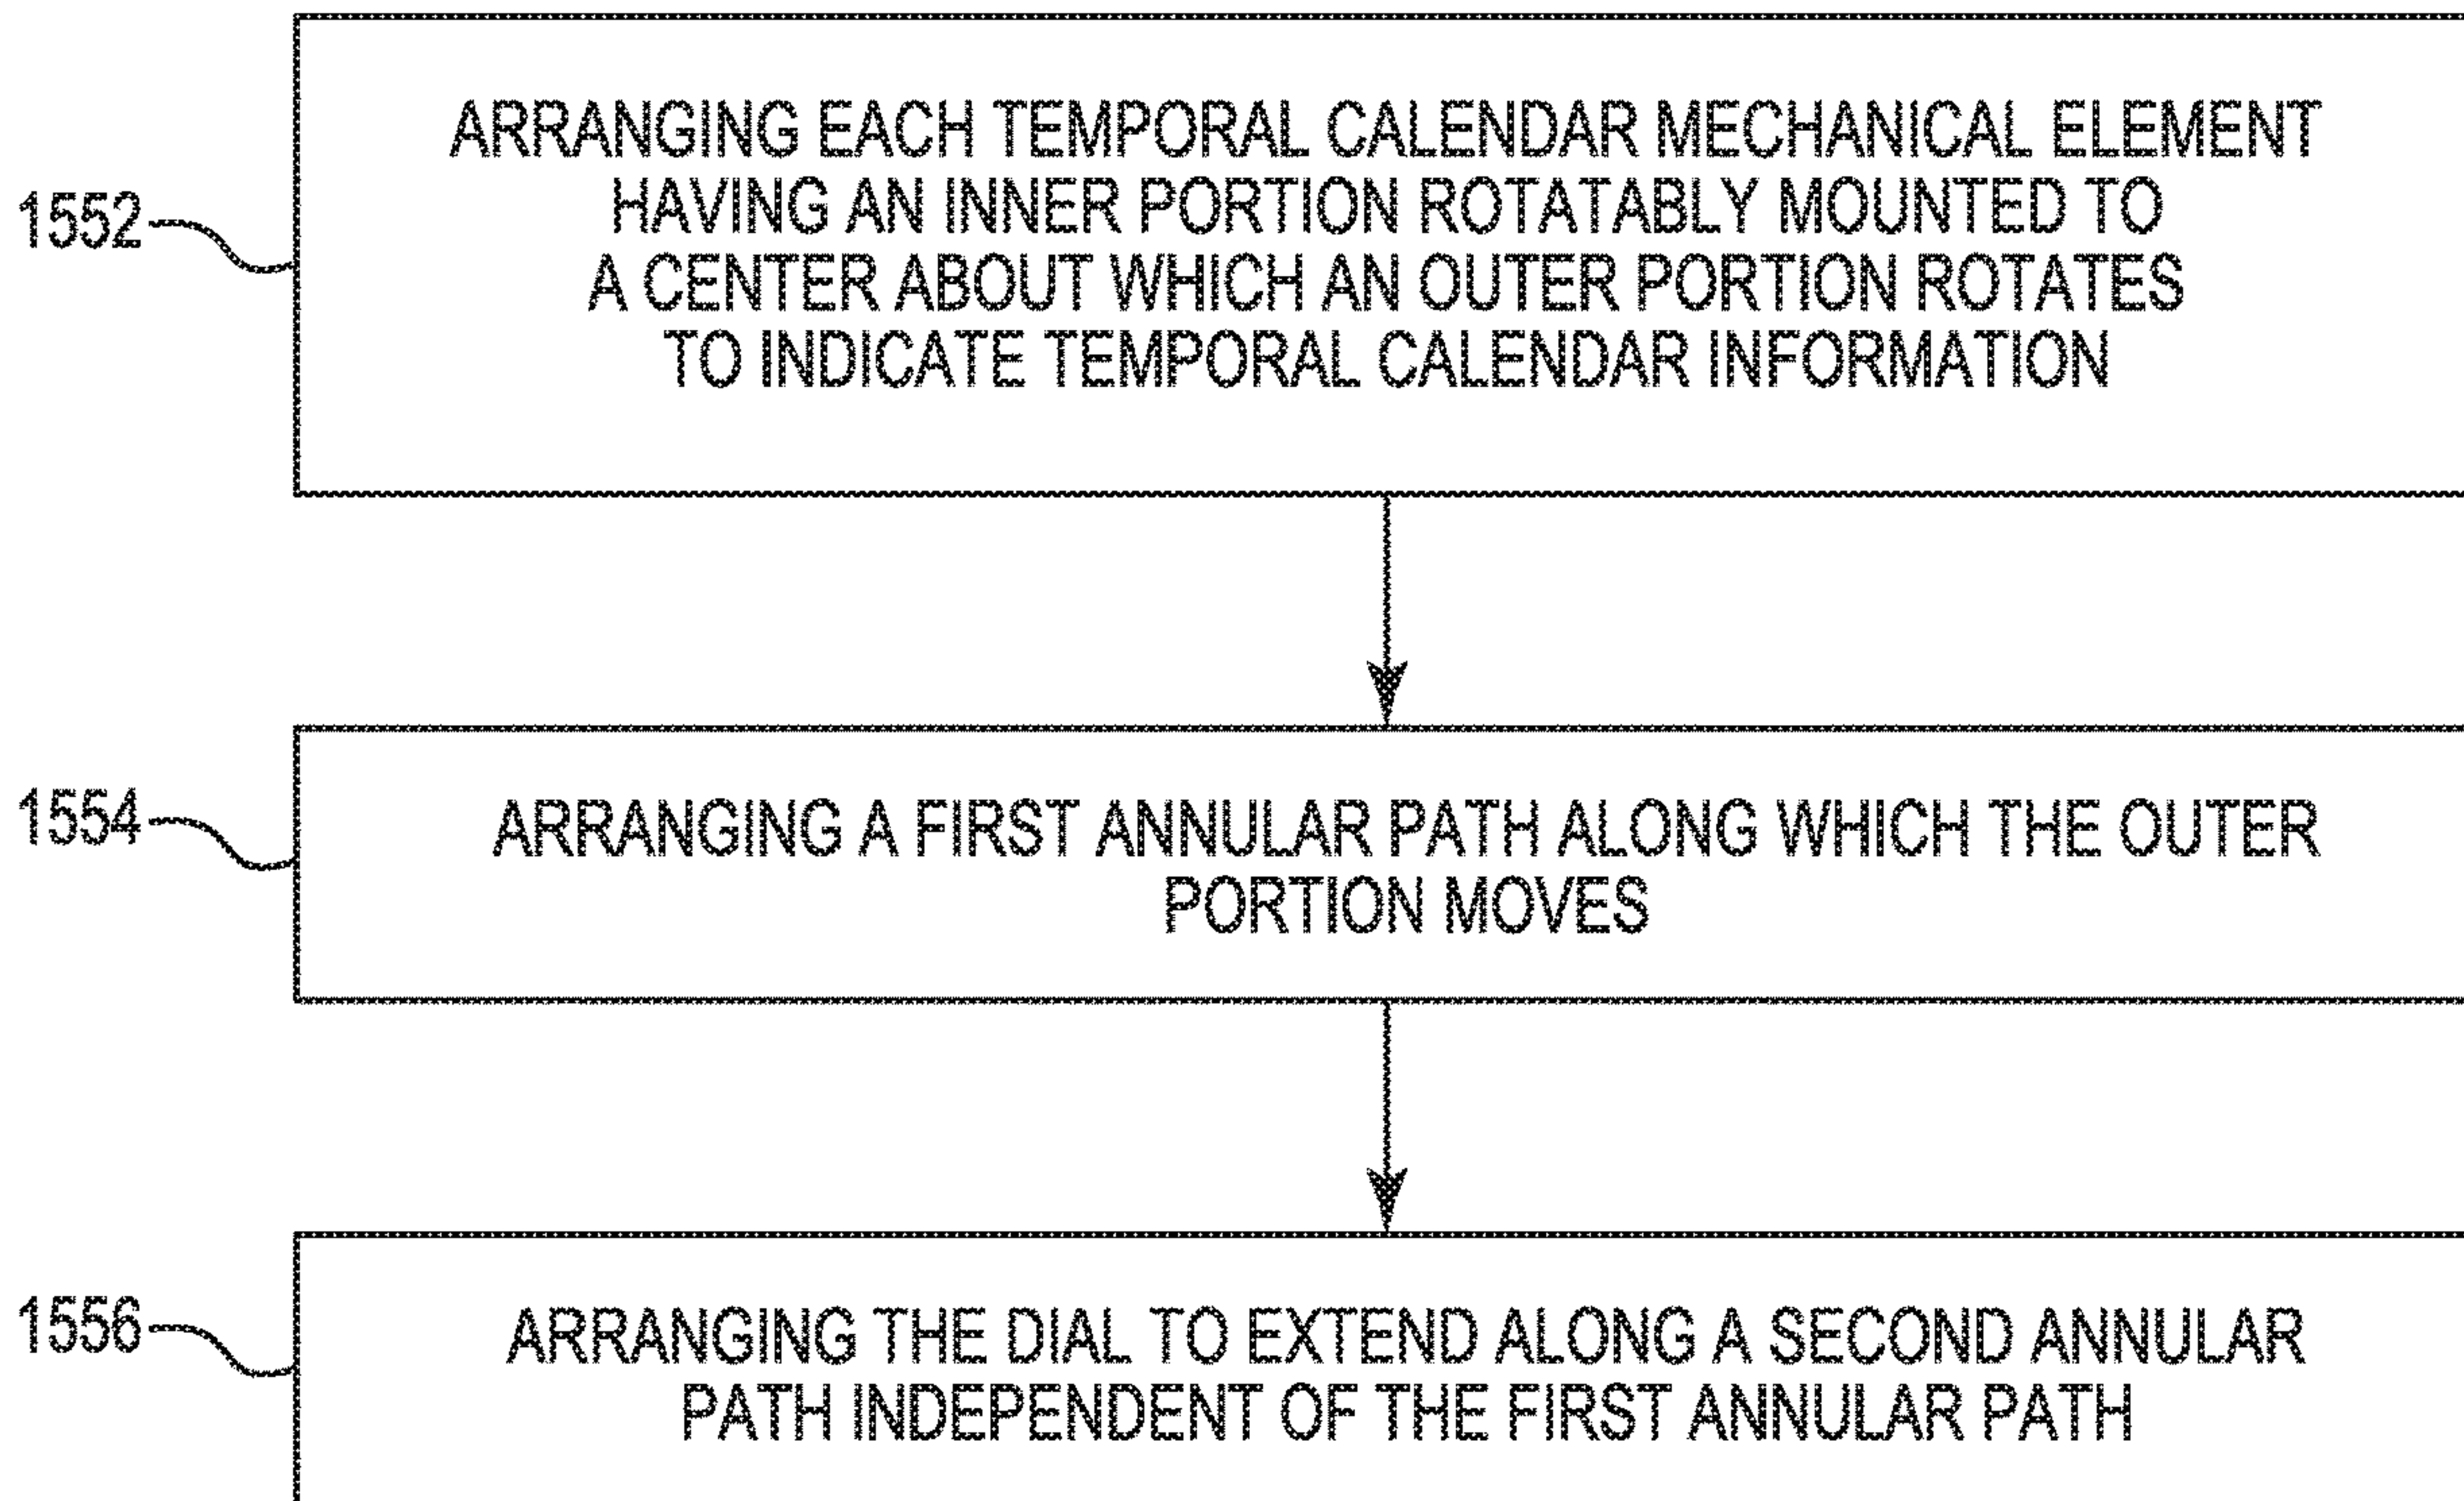 1552
ARRANGING EACH TEMPORAL CALENDAR MECHANICAL ELEMENT
HAVING AN INNER PORTION ROTATABLY MOUNTED TO
A CENTER ABOUT WHICH AN OUTER PORTION ROTATES
TO INDICATE TEMPORAL CALENDAR INFORMATION
1554
ARRANGING A FIRST ANNULAR PATH ALONG WHICH THE OUTER
PORTION MOVES
1556
ARRANGING THE DIAL TO EXTEND ALONG A SECOND ANNULAR
PATH INDEPENDENT OF THE FIRST ANNULAR PATH